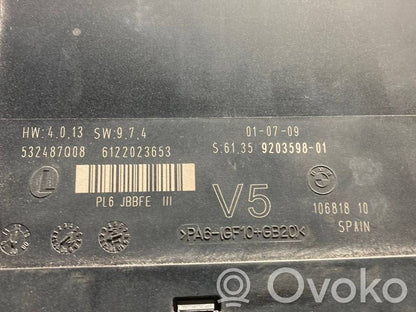 HW:4.0.13 SW:9.7.4 01-07-09
532487Q08 6122023653 S:61.35 9203598-01
L
PL6 JBBFE III V5
106818 10
SPAIN
>PA6-(GF10+GB20)<
Ovoko